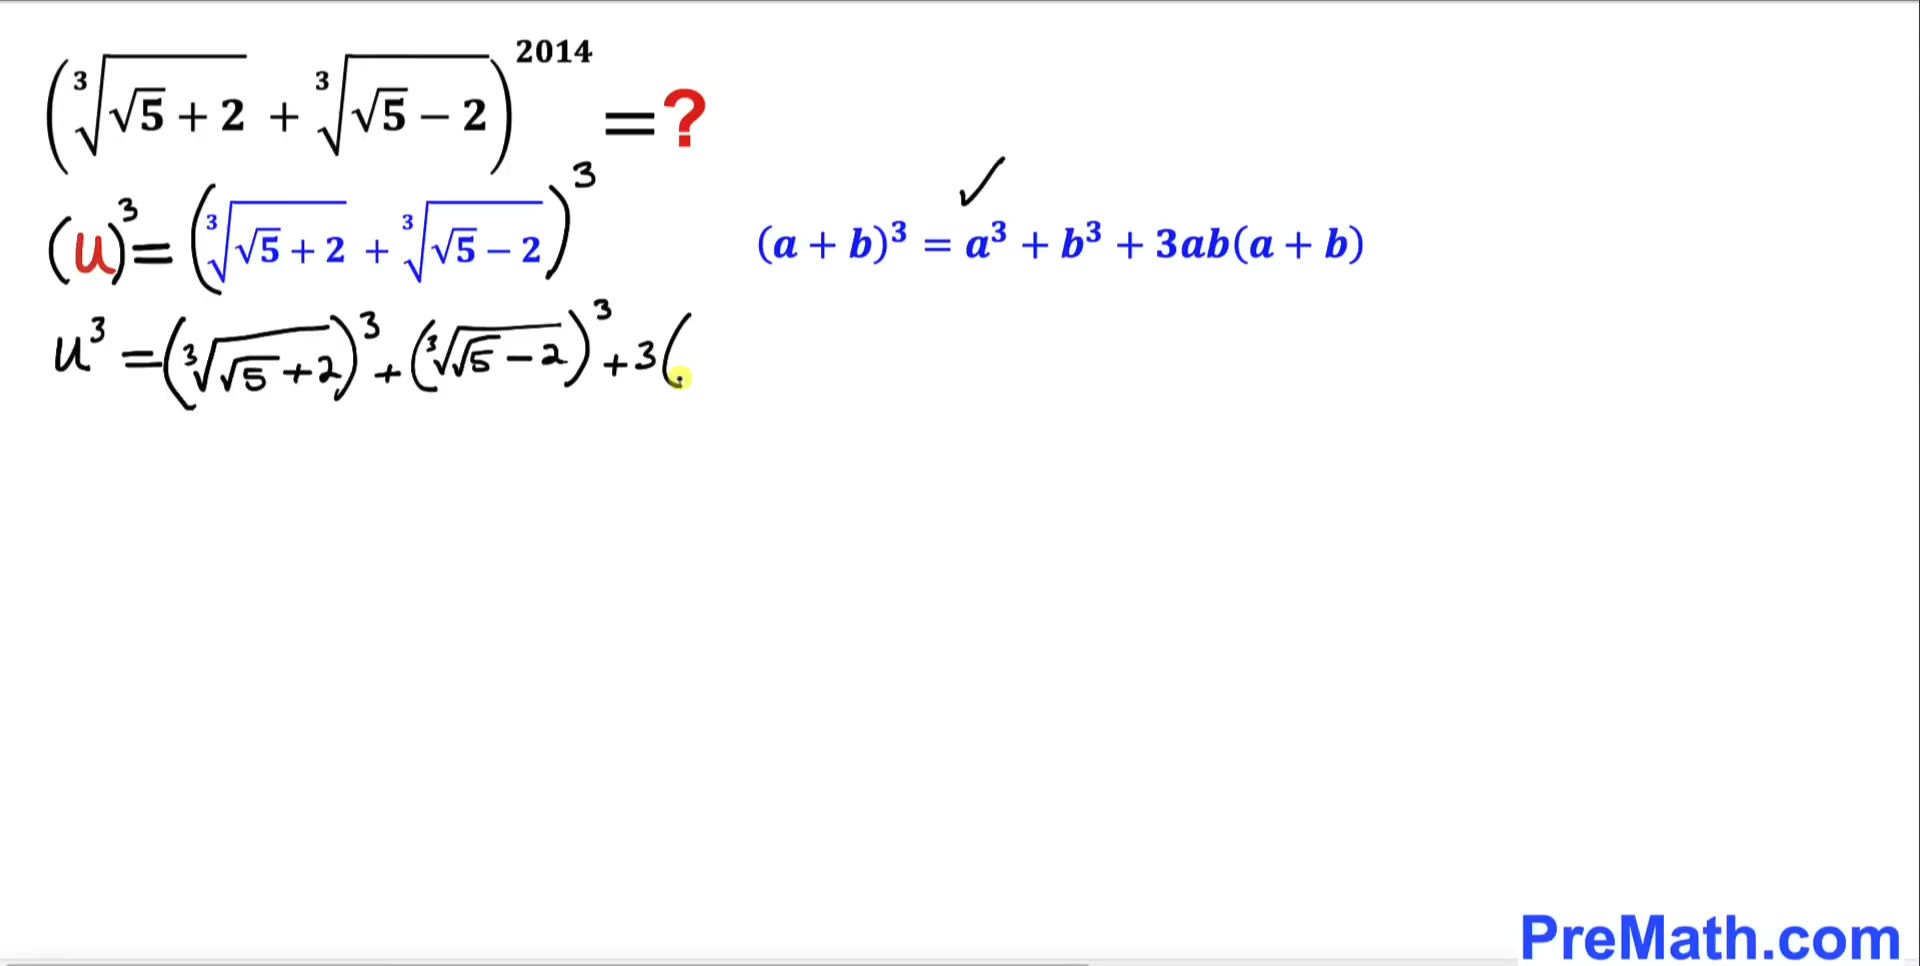 (∛(√5 + 2) + ∛(√5 − 2))^2014 = ?
(u)^3 = (∛(√5 + 2) + ∛(√5 − 2))^3
(a + b)^3 = a^3 + b^3 + 3ab(a + b)
u^3 = (∛(√5 + 2))^3 + (∛(√5 − 2))^3 + 3(
PreMath.com